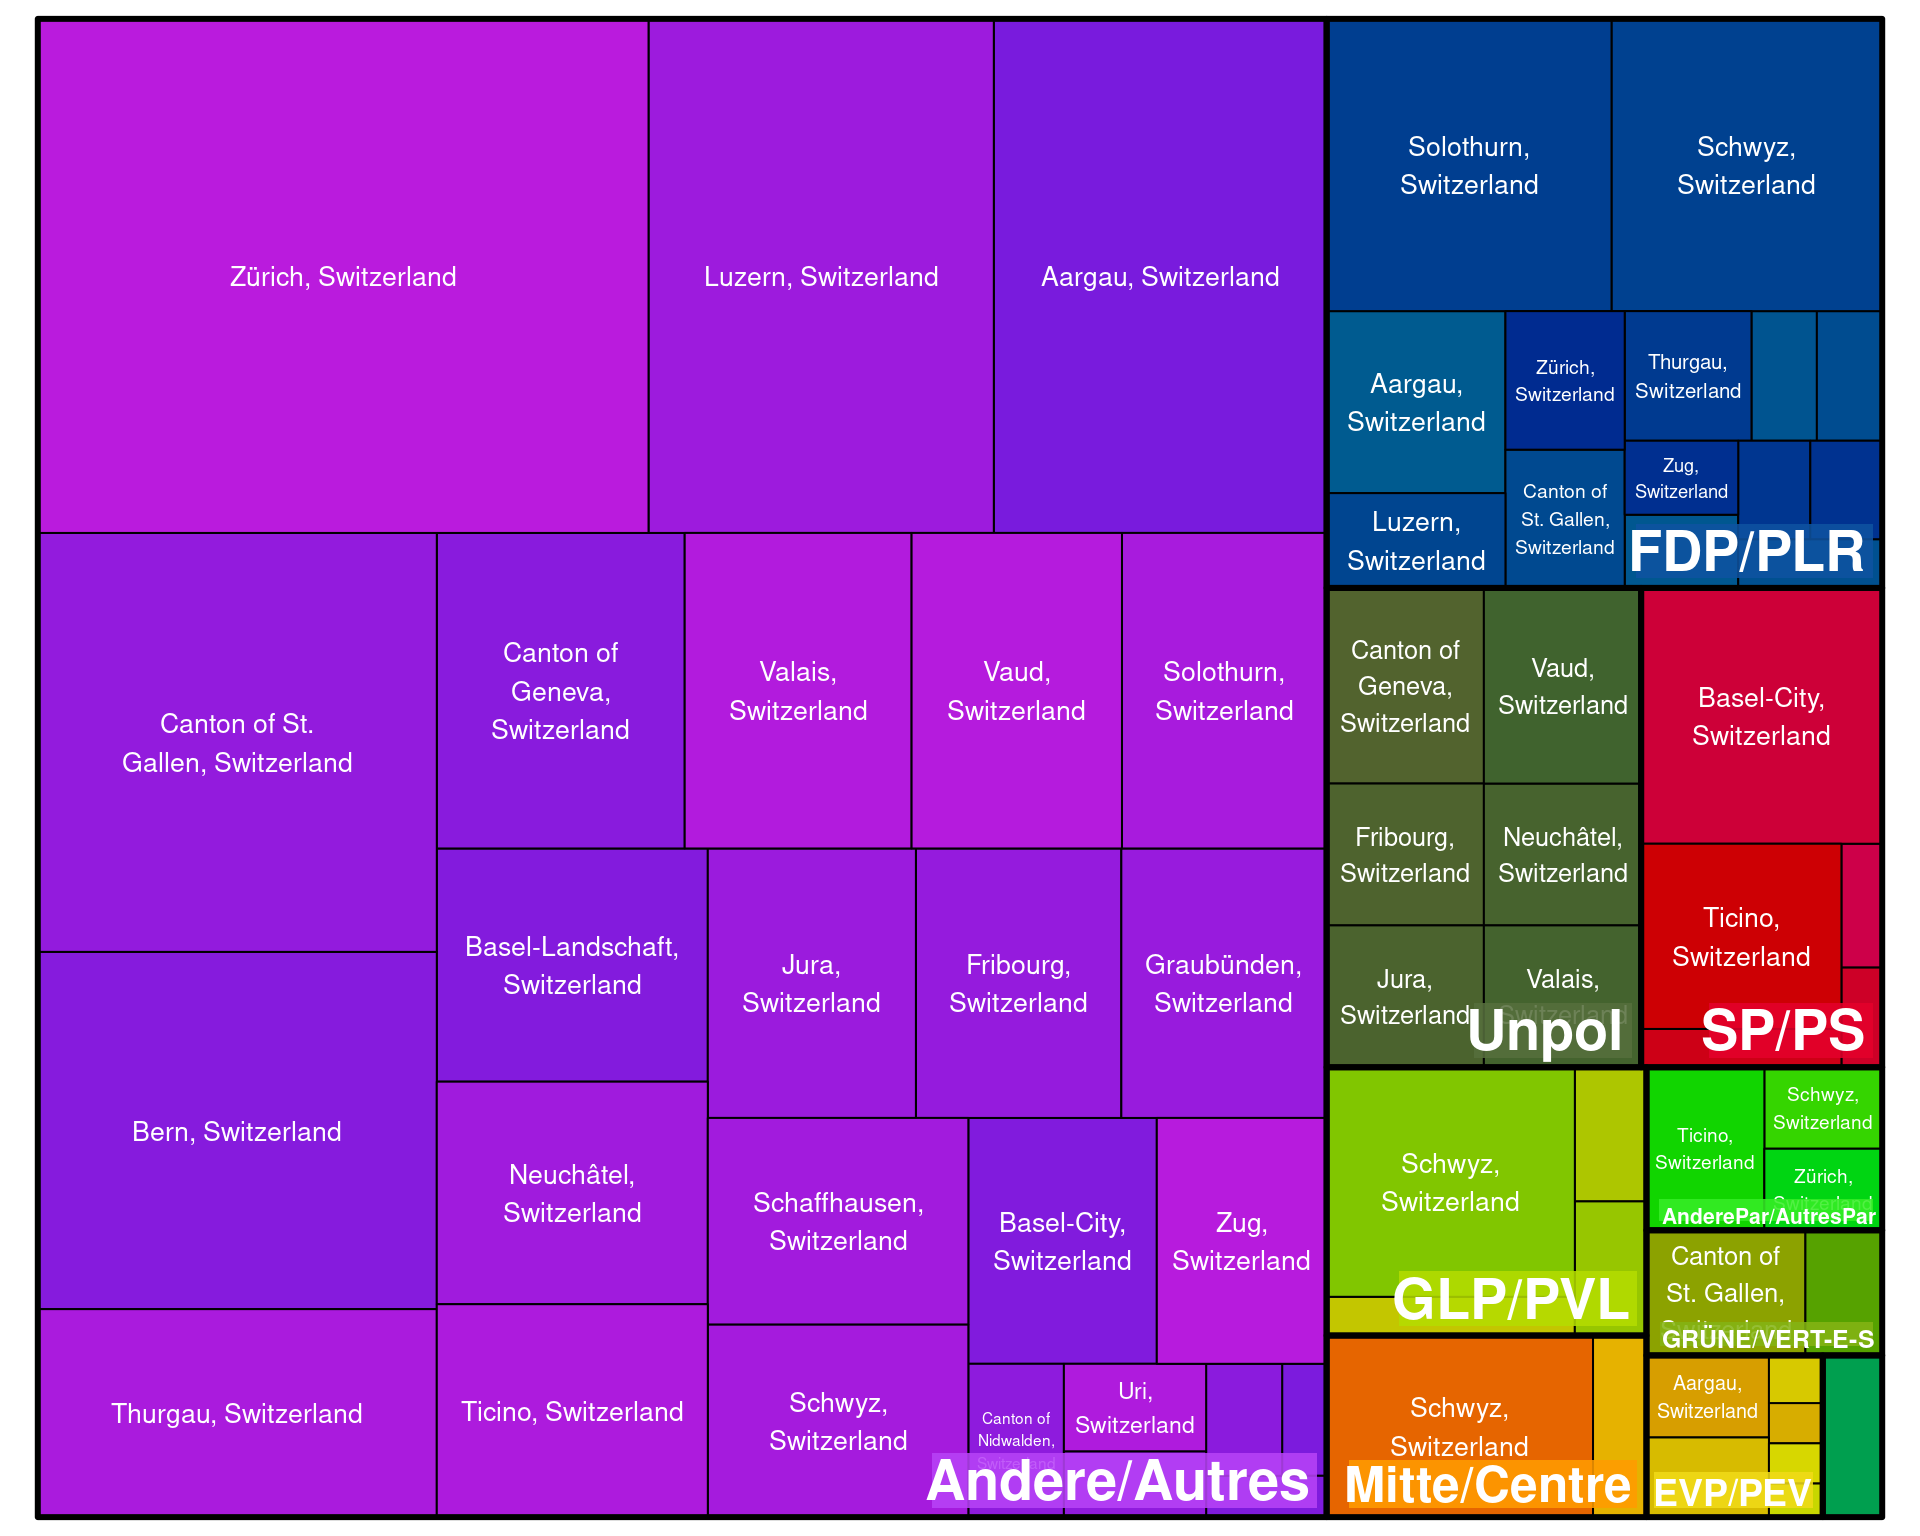 Zürich, Switzerland
Luzern, Switzerland
Aargau, Switzerland
Canton of St.
Gallen, Switzerland
Canton of
Geneva,
Switzerland
Valais,
Switzerland
Vaud,
Switzerland
Solothurn,
Switzerland
Bern, Switzerland
Basel-Landschaft,
Switzerland
Jura,
Switzerland
Fribourg,
Switzerland
Graubünden,
Switzerland
Neuchâtel,
Switzerland
Schaffhausen,
Switzerland
Basel-City,
Switzerland
Zug,
Switzerland
Thurgau, Switzerland
Ticino, Switzerland
Schwyz,
Switzerland
Canton of
Nidwalden,
Switzerland
Uri,
Switzerland
Andere/Autres
Solothurn,
Switzerland
Schwyz,
Switzerland
Aargau,
Switzerland
Zürich,
Switzerland
Thurgau,
Switzerland
Luzern,
Switzerland
Canton of
St. Gallen,
Switzerland
Zug,
Switzerland
FDP/PLR
Canton of
Geneva,
Switzerland
Vaud,
Switzerland
Fribourg,
Switzerland
Neuchâtel,
Switzerland
Jura,
Switzerland
Valais,
Switzerland
Unpol
Basel-City,
Switzerland
Ticino,
Switzerland
SP/PS
Schwyz,
Switzerland
GLP/PVL
Ticino,
Switzerland
Schwyz,
Switzerland
Zürich,
Switzerland
AnderePar/AutresPar
Canton of
St. Gallen,
Switzerland
GRÜNE/VERT-E-S
Schwyz,
Switzerland
Mitte/Centre
Aargau,
Switzerland
EVP/PEV